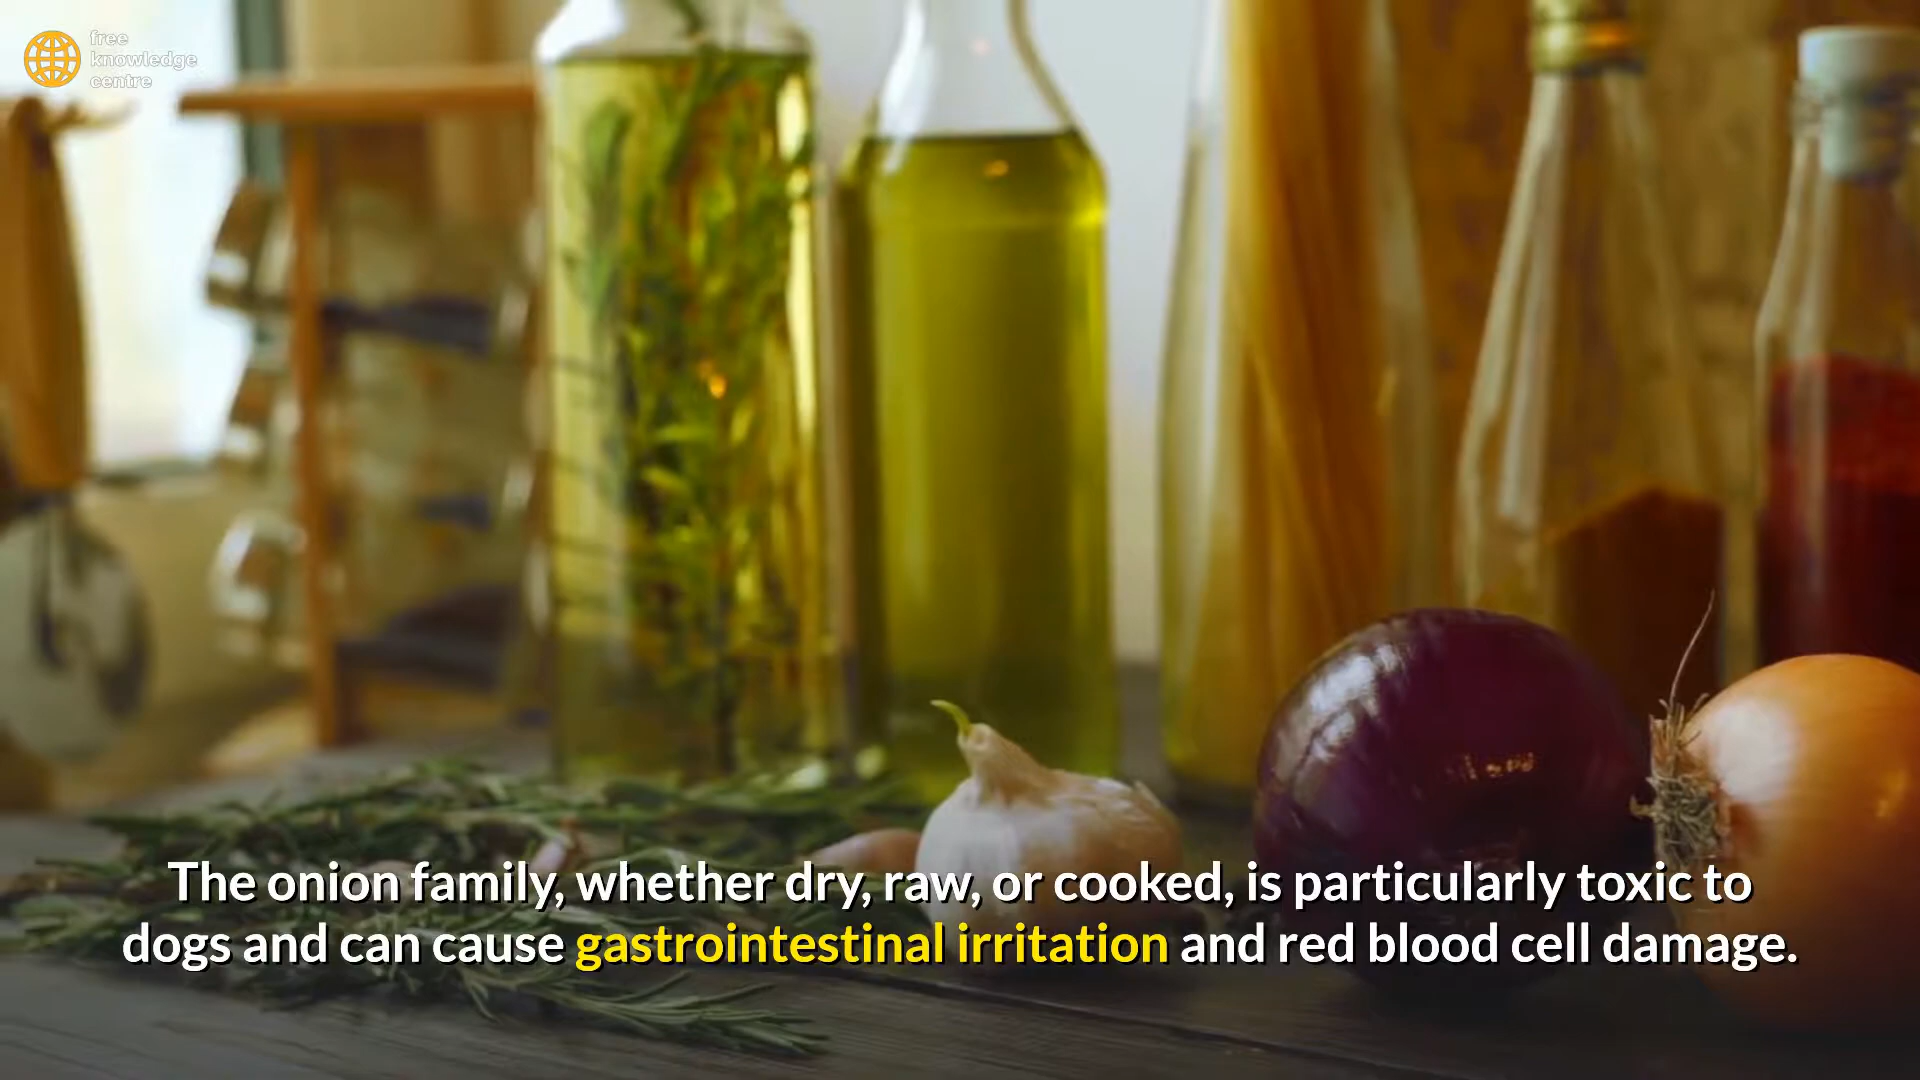 free
knowledge
centre
The onion family, whether dry, raw, or cooked, is particularly toxic to
dogs and can cause gastrointestinal irritation and red blood cell damage.